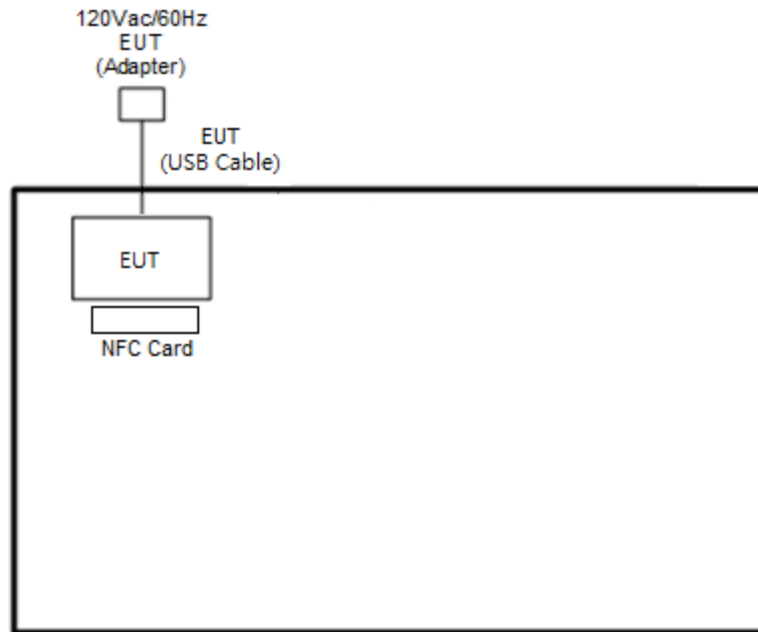 120Vac/60Hz
EUT
(Adapter)
EUT
(USB Cable)
EUT
NFC Card